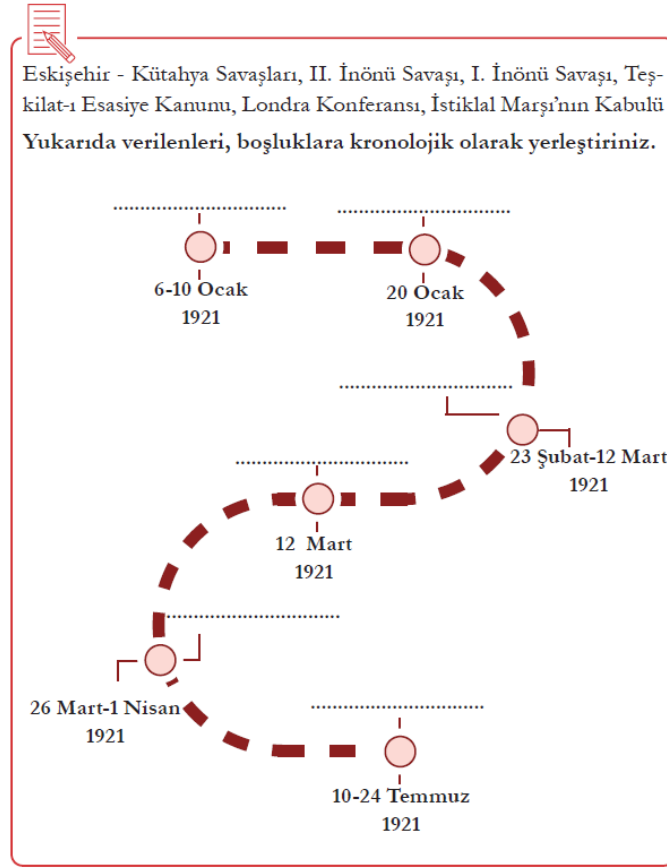 Eskişehir - Kütahya Savaşları, II. İnönü Savaşı, I. İnönü Savaşı, Teş-
kilat-ı Esasiye Kanunu, Londra Konferansı, İstiklal Marşı’nın Kabulü
Yukarıda verilenleri, boşluklara kronolojik olarak yerleştiriniz.
.................................
.................................
6-10 Ocak
1921
20 Ocak
1921
.................................
23 Şubat-12 Mart
1921
.................................
12 Mart
1921
.................................
26 Mart-1 Nisan
1921
.................................
10-24 Temmuz
1921